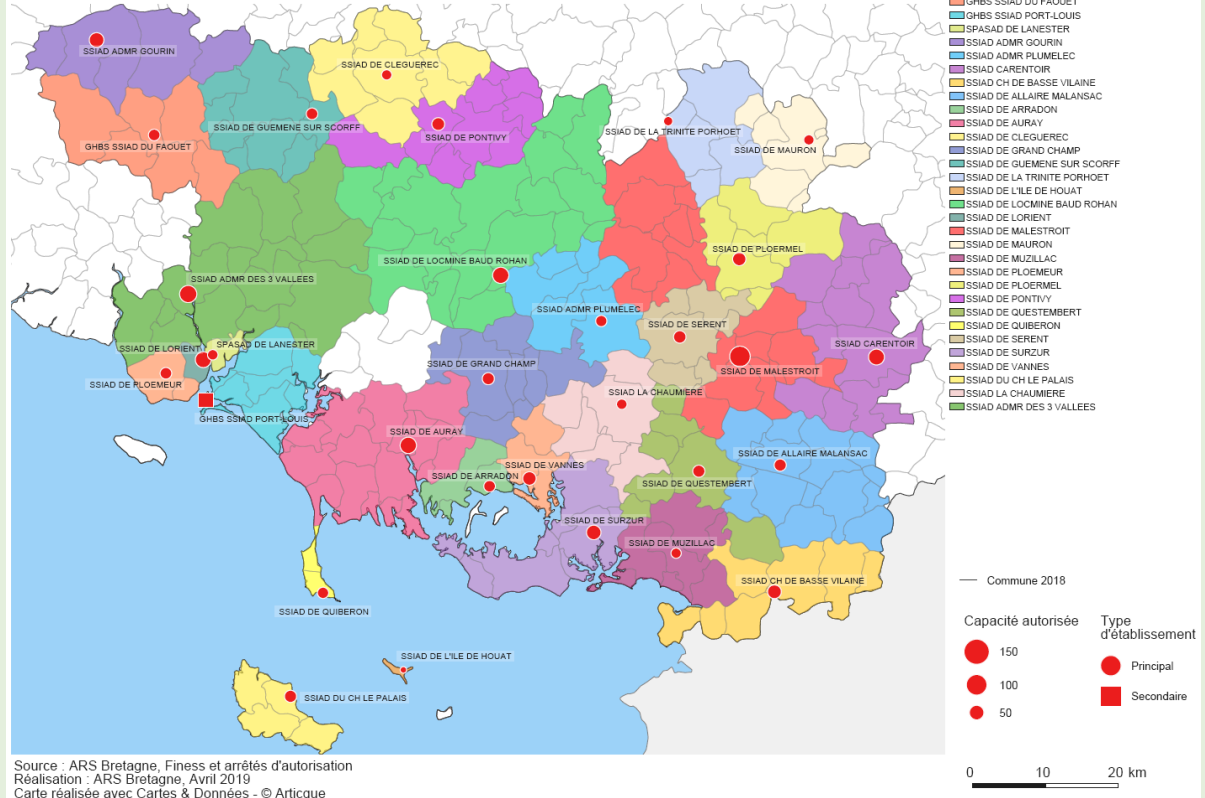 SSIAD ADMR GOURIN
SSIAD DE CLEGUEREC
SSIAD DE GUEMENE SUR SCORFF
SSIAD DE PONTIVY
SSIAD DE LA TRINITE PORHOET
GHBS SSIAD DU FAOUET
SSIAD DE MAURON
SSIAD DE PLOERMEL
SSIAD DE LOCMINE BAUD ROHAN
SSIAD ADMR DES 3 VALLEES
SSIAD ADMR PLUMELEC
SSIAD DE SERENT
SPASAD DE LANESTER
SSIAD DE LORIENT
SSIAD CARENTOIR
SSIAD DE GRAND CHAMP
SSIAD DE MALESTROIT
SSIAD DE PLOEMEUR
SSIAD LA CHAUMIERE
GHBS SSIAD PORT-LOUIS
SSIAD DE AURAY
SSIAD DE ALLAIRE MALANSAC
SSIAD DE VANNES
SSIAD DE ARRADON
SSIAD DE QUESTEMBERT
SSIAD DE SURZUR
SSIAD DE MUZILLAC
SSIAD CH DE BASSE VILAINE
SSIAD DE QUIBERON
SSIAD DE L'ILE DE HOUAT
SSIAD DU CH LE PALAIS
GHBS SSIAD DU FAOUET
GHBS SSIAD PORT-LOUIS
SPASAD DE LANESTER
SSIAD ADMR GOURIN
SSIAD ADMR PLUMELEC
SSIAD CARENTOIR
SSIAD CH DE BASSE VILAINE
SSIAD DE ALLAIRE MALANSAC
SSIAD DE ARRADON
SSIAD DE AURAY
SSIAD DE CLEGUEREC
SSIAD DE GRAND CHAMP
SSIAD DE GUEMENE SUR SCORFF
SSIAD DE LA TRINITE PORHOET
SSIAD DE L'ILE DE HOUAT
SSIAD DE LOCMINE BAUD ROHAN
SSIAD DE LORIENT
SSIAD DE MALESTROIT
SSIAD DE MAURON
SSIAD DE MUZILLAC
SSIAD DE PLOEMEUR
SSIAD DE PLOERMEL
SSIAD DE PONTIVY
SSIAD DE QUESTEMBERT
SSIAD DE QUIBERON
SSIAD DE SERENT
SSIAD DE SURZUR
SSIAD DE VANNES
SSIAD DU CH LE PALAIS
SSIAD LA CHAUMIERE
SSIAD ADMR DES 3 VALLEES
Commune 2018
Capacité autorisée
150
100
50
Type
d'établissement
Principal
Secondaire
0 10 20 km
Source : ARS Bretagne, Finess et arrêtés d'autorisation
Réalisation : ARS Bretagne, Avril 2019
Carte réalisée avec Cartes & Données - © Articque